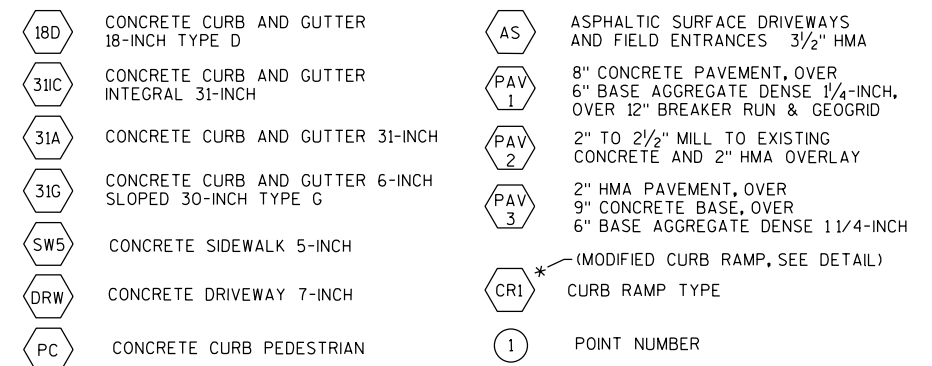 18D
CONCRETE CURB AND GUTTER
18-INCH TYPE D
31IC
CONCRETE CURB AND GUTTER
INTEGRAL 31-INCH
31A
CONCRETE CURB AND GUTTER 31-INCH
31G
CONCRETE CURB AND GUTTER 6-INCH
SLOPED 30-INCH TYPE G
SW5
CONCRETE SIDEWALK 5-INCH
DRW
CONCRETE DRIVEWAY 7-INCH
PC
CONCRETE CURB PEDESTRIAN
AS
ASPHALTIC SURFACE DRIVEWAYS
AND FIELD ENTRANCES 3 1/2" HMA
PAV
1
8" CONCRETE PAVEMENT, OVER
6" BASE AGGREGATE DENSE 1 1/4-INCH,
OVER 12" BREAKER RUN & GEOGRID
PAV
2
2" TO 2 1/2" MILL TO EXISTING
CONCRETE AND 2" HMA OVERLAY
PAV
3
2" HMA PAVEMENT, OVER
9" CONCRETE BASE, OVER
6" BASE AGGREGATE DENSE 1 1/4-INCH
* (MODIFIED CURB RAMP, SEE DETAIL)
CR1
CURB RAMP TYPE
1
POINT NUMBER